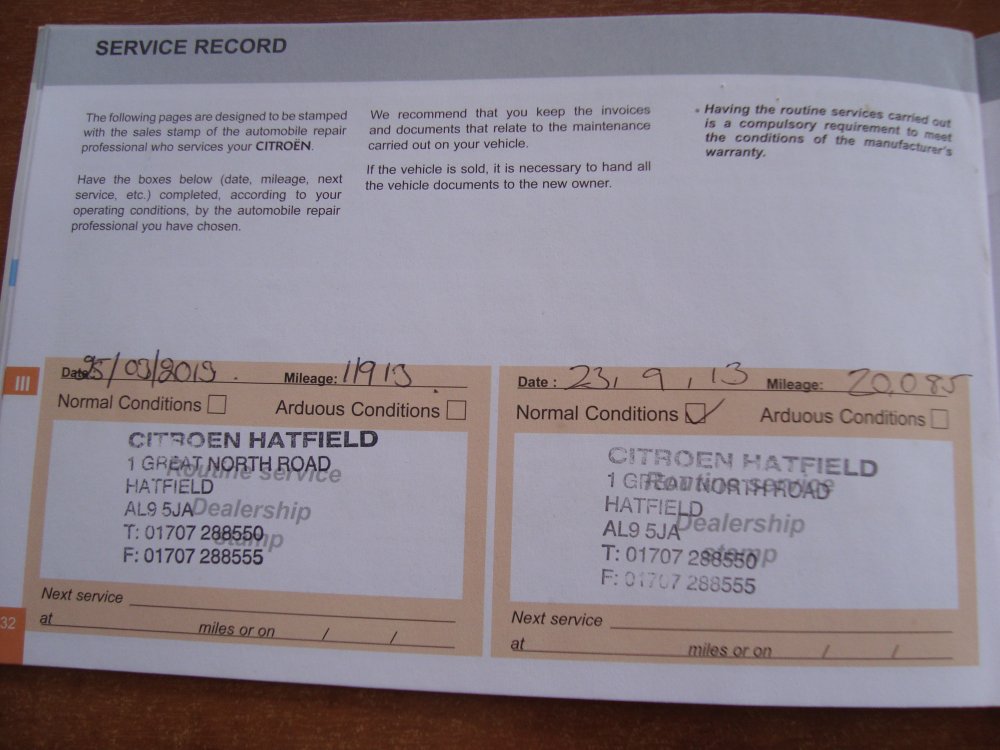 SERVICE RECORD
The following pages are designed to be stamped
with the sales stamp of the automobile repair
professional who services your CITROËN.
Have the boxes below (date, mileage, next
service, etc.) completed, according to your
operating conditions, by the automobile repair
professional you have chosen.
We recommend that you keep the invoices
and documents that relate to the maintenance
carried out on your vehicle.
If the vehicle is sold, it is necessary to hand all
the vehicle documents to the new owner.
Having the routine services carried out
is a compulsory requirement to meet
the conditions of the manufacturer's
warranty.
III
Date: /03/2013 Mileage: 11913
Normal Conditions Arduous Conditions
CITROEN HATFIELD
1 GREAT NORTH ROAD
Routine service
HATFIELD
AL9 5JA Dealership
T: 01707 288550
stamp
F: 01707 288555
Next service
at miles or on / /
Date : 23, 9, 13 Mileage: 20,085
Normal Conditions Arduous Conditions
CITROEN HATFIELD
1 GREAT NORTH ROAD
Routine service
HATFIELD
AL9 5JA Dealership
T: 01707 288550
stamp
F: 01707 288555
Next service
at miles or on / /
32